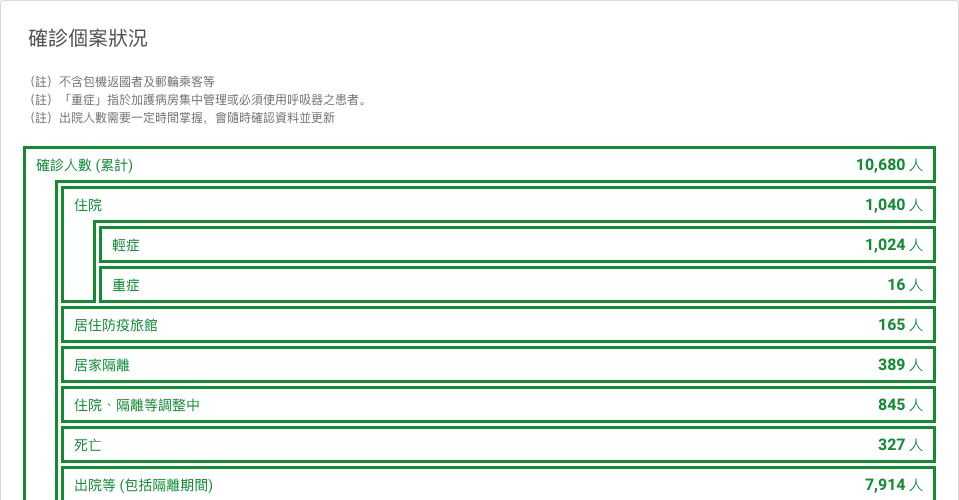 確診個案狀況
（註）不含包機返國者及郵輪乘客等
（註）「重症」指於加護病房集中管理或必須使用呼吸器之患者。
（註）出院人數需要一定時間掌握，會隨時確認資料並更新
確診人數 (累計) 10,680 人
住院 1,040 人
輕症 1,024 人
重症 16 人
居住防疫旅館 165 人
居家隔離 389 人
住院、隔離等調整中 845 人
死亡 327 人
出院等 (包括隔離期間) 7,914 人